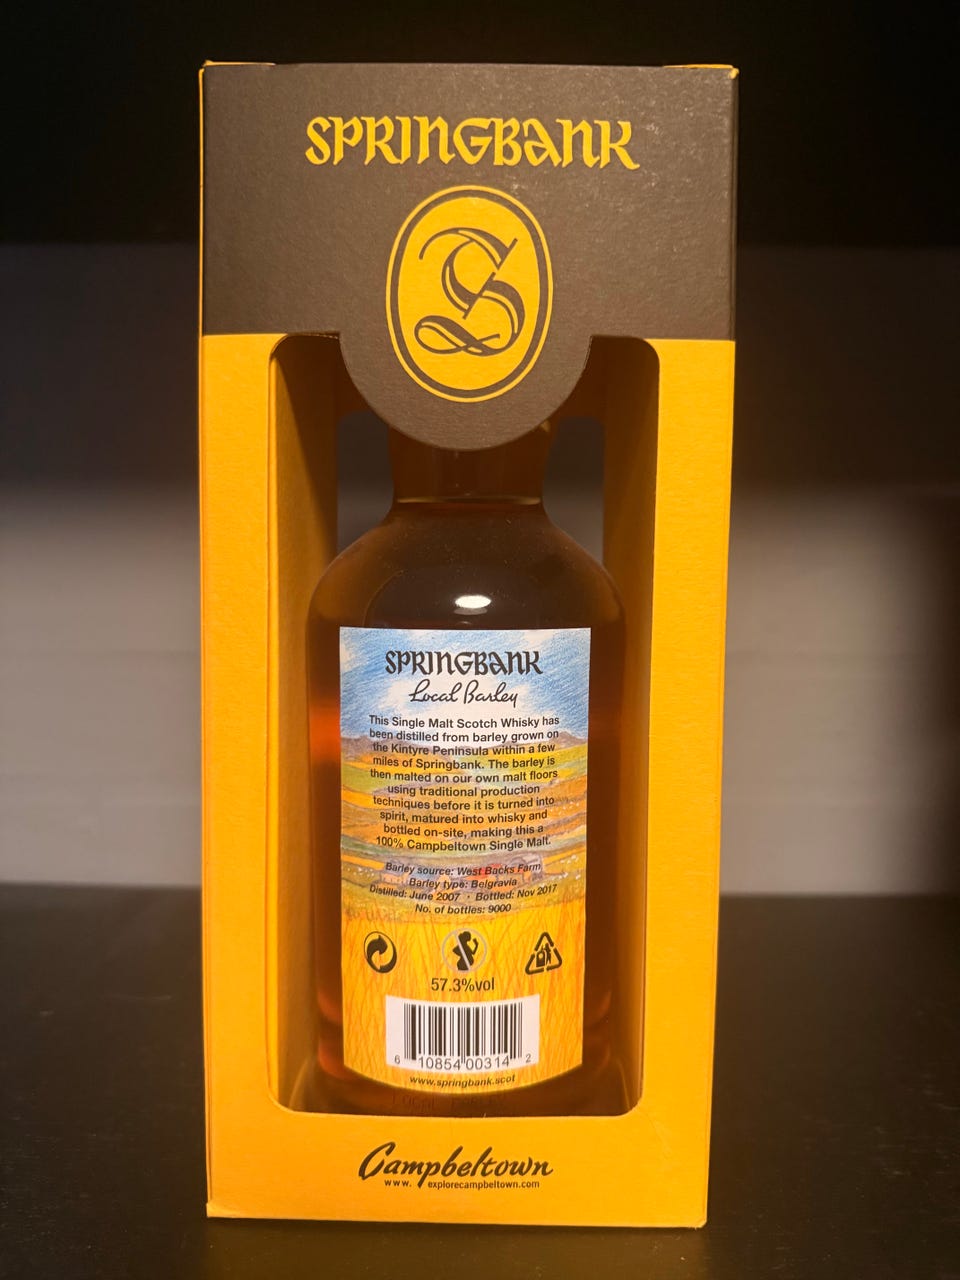 SPRINGBANK
S
SPRINGBANK
Local Barley
This Single Malt Scotch Whisky has
been distilled from barley grown on
the Kintyre Peninsula within a few
miles of Springbank. The barley is
then malted on our own malt floors
using traditional production
techniques before it is turned into
spirit, matured into whisky and
bottled on-site, making this a
100% Campbeltown Single Malt.
Barley source: West Backs Farm
Barley type: Belgravia
Distilled: June 2007 · Bottled: Nov 2017
No. of bottles: 9000
57.3%vol
6 10854 00314 2
www.springbank.scot
Campbeltown
www. explorecampbeltown.com